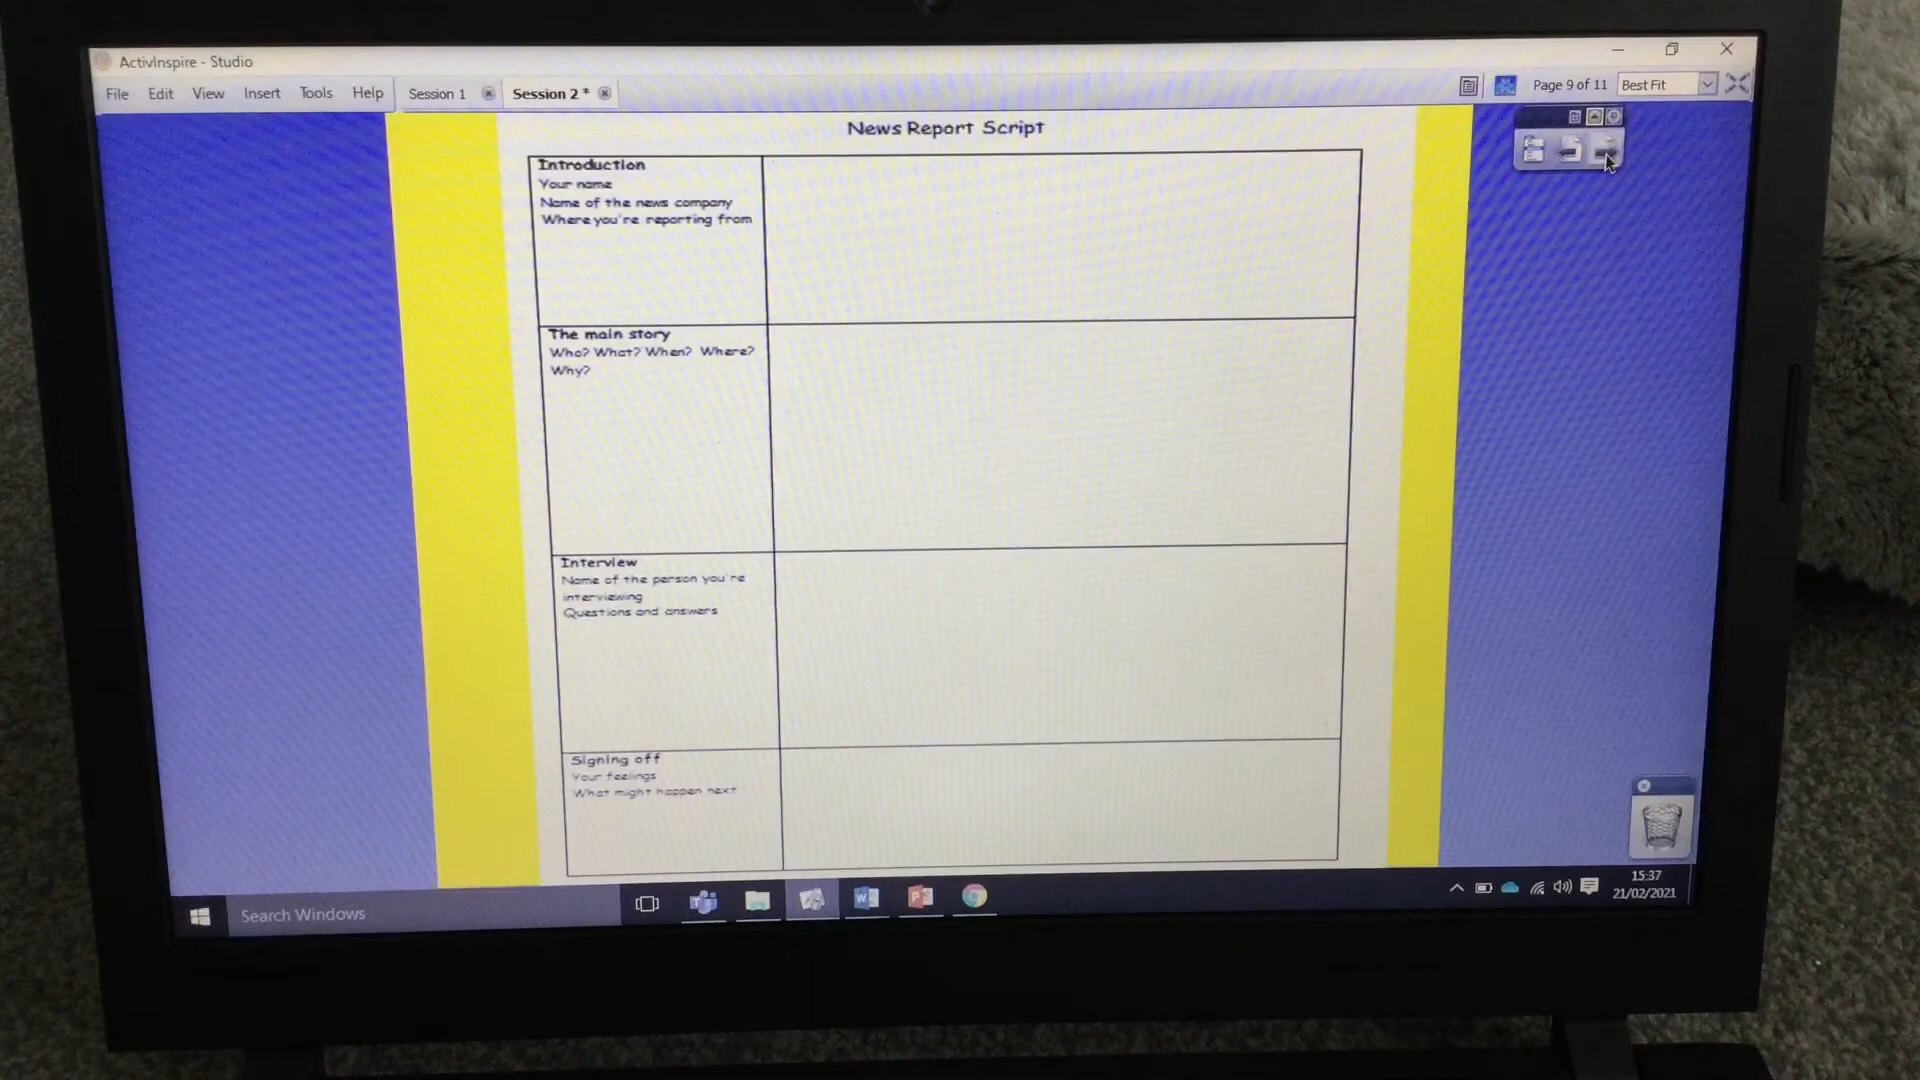 ActivInspire - Studio
File Edit View Insert Tools Help Session 1 Session 2 * Page 9 of 11 Best Fit
News Report Script
Introduction
Your name
Name of the news company
Where you're reporting from
The main story
Who? What? When? Where?
Why?
Interview
Name of the person you're
interviewing
Questions and answers
Signing off
Your feelings
What might happen next
Search Windows
15:37
21/02/2021